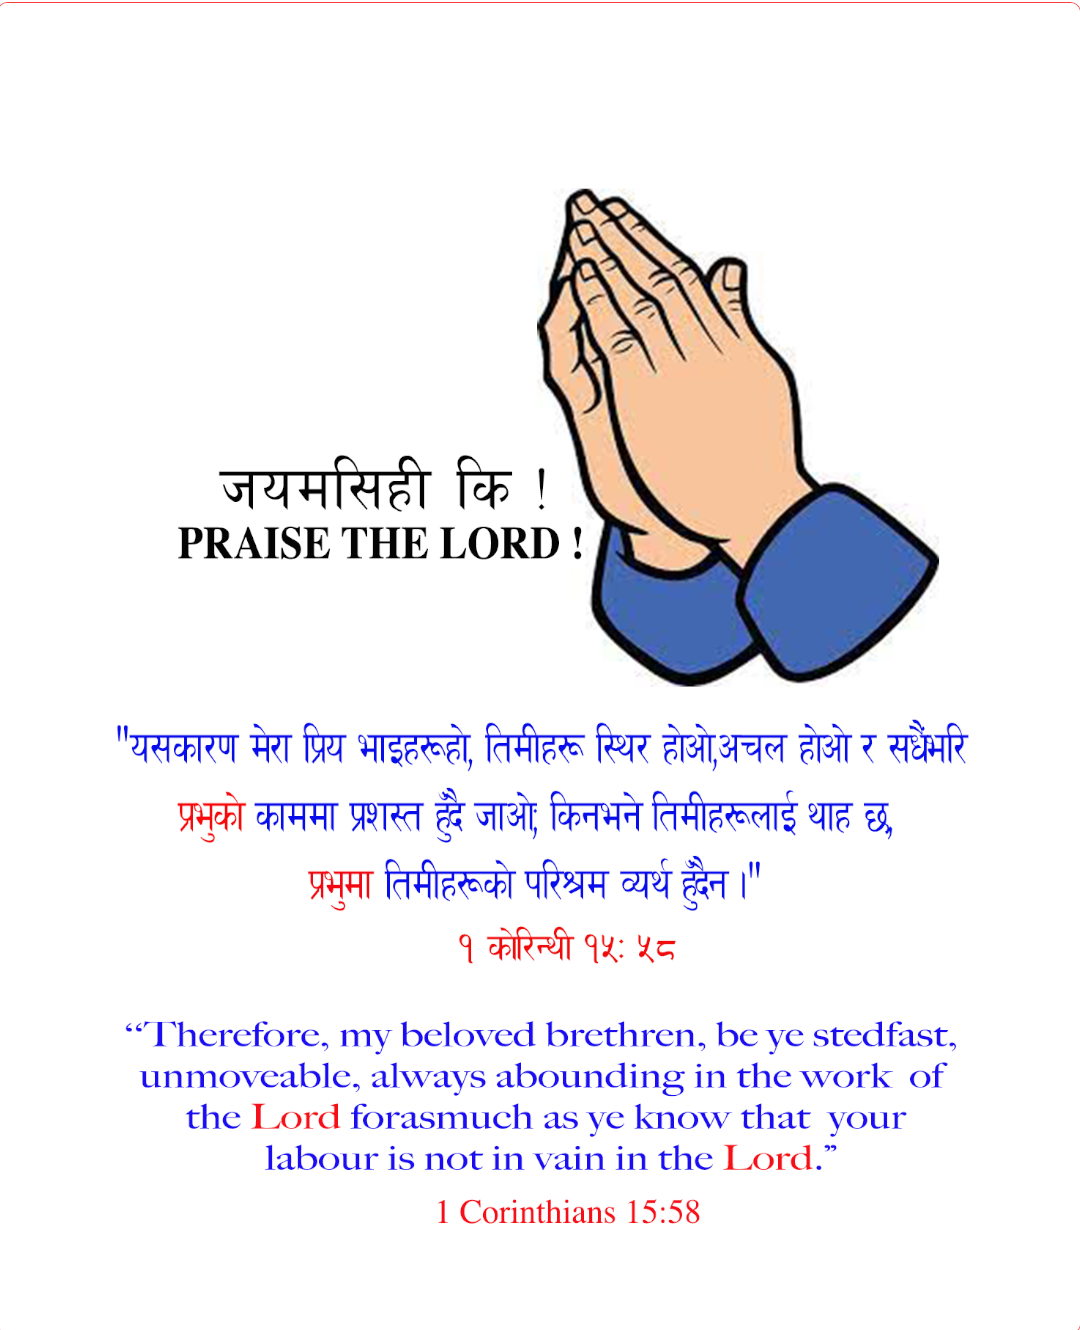 जयमसिही कि !
PRAISE THE LORD !
"यसकारण मेरा प्रिय भाइहरूहो, तिमीहरू स्थिर होओ,अचल होओ र सधैंभरि
प्रभुको काममा प्रशस्त हुँदै जाओ; किनभने तिमीहरूलाई थाह छ,
प्रभुमा तिमीहरूको परिश्रम व्यर्थ हुँदैन ।"
१ कोरिन्थी १५: ५८
“Therefore, my beloved brethren, be ye stedfast,
unmoveable, always abounding in the work of
the Lord forasmuch as ye know that your
labour is not in vain in the Lord.”
1 Corinthians 15:58